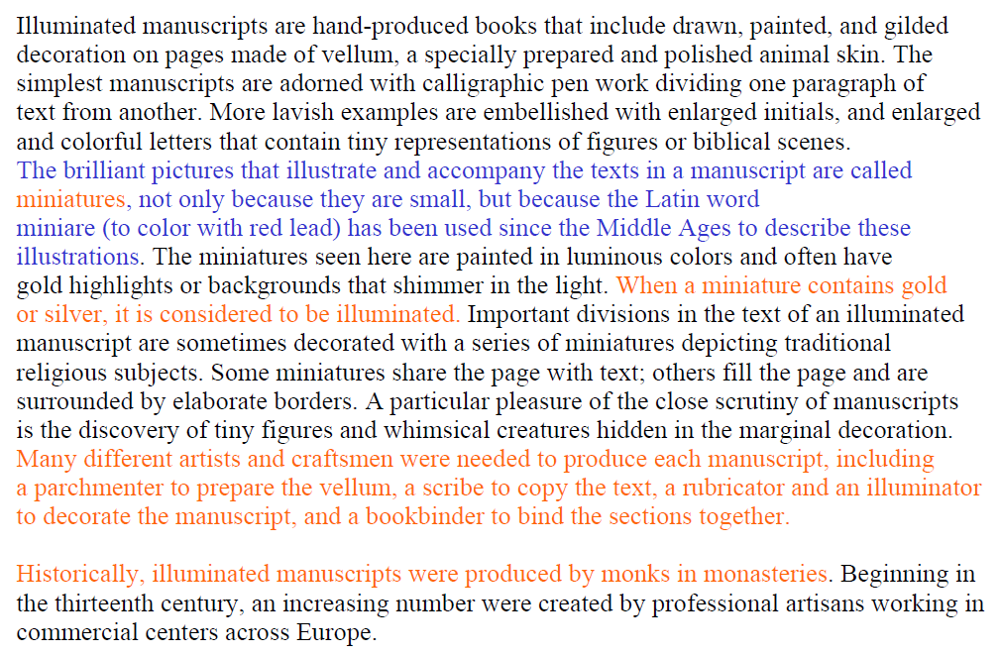 Illuminated manuscripts are hand-produced books that include drawn, painted, and gilded
decoration on pages made of vellum, a specially prepared and polished animal skin. The
simplest manuscripts are adorned with calligraphic pen work dividing one paragraph of
text from another. More lavish examples are embellished with enlarged initials, and enlarged
and colorful letters that contain tiny representations of figures or biblical scenes.
The brilliant pictures that illustrate and accompany the texts in a manuscript are called
miniatures, not only because they are small, but because the Latin word
miniare (to color with red lead) has been used since the Middle Ages to describe these
illustrations. The miniatures seen here are painted in luminous colors and often have
gold highlights or backgrounds that shimmer in the light. When a miniature contains gold
or silver, it is considered to be illuminated. Important divisions in the text of an illuminated
manuscript are sometimes decorated with a series of miniatures depicting traditional
religious subjects. Some miniatures share the page with text; others fill the page and are
surrounded by elaborate borders. A particular pleasure of the close scrutiny of manuscripts
is the discovery of tiny figures and whimsical creatures hidden in the marginal decoration.
Many different artists and craftsmen were needed to produce each manuscript, including
a parchmenter to prepare the vellum, a scribe to copy the text, a rubricator and an illuminator
to decorate the manuscript, and a bookbinder to bind the sections together.
Historically, illuminated manuscripts were produced by monks in monasteries. Beginning in
the thirteenth century, an increasing number were created by professional artisans working in
commercial centers across Europe.